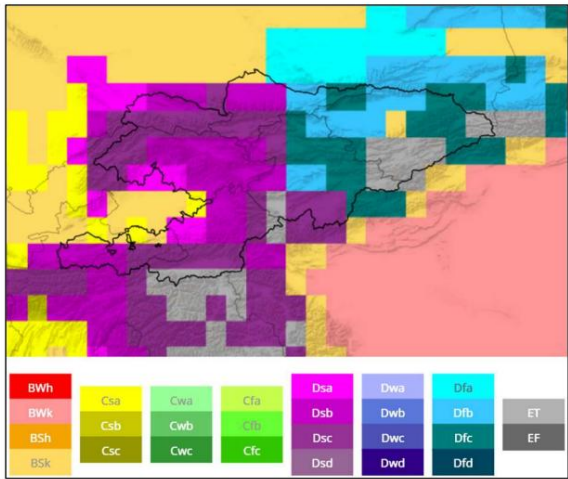 BWh
BWk
BSh
BSk
Csa
Csb
Csc
Cwa
Cwb
Cwc
Cfa
Cfb
Cfc
Dsa
Dsb
Dsc
Dsd
Dwa
Dwb
Dwc
Dwd
Dfa
Dfb
Dfc
Dfd
ET
EF